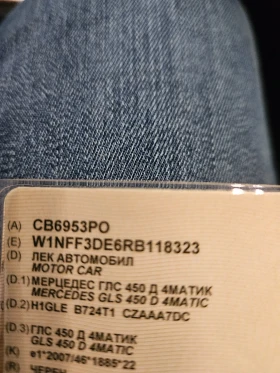 (A) CB6953PO
(E) W1NFF3DE6RB118323
(D) ЛЕК АВТОМОБИЛ
MOTOR CAR
(D.1) МЕРЦЕДЕС ГЛС 450 Д 4МАТИК
MERCEDES GLS 450 D 4MATIC
(D.2) H1GLE B724T1 CZAAA7DC
(D.3) ГЛС 450 Д 4МАТИК
GLS 450 D 4MATIC
(K) e1*2007/46*1885*22
(R) ЧЕРЕН